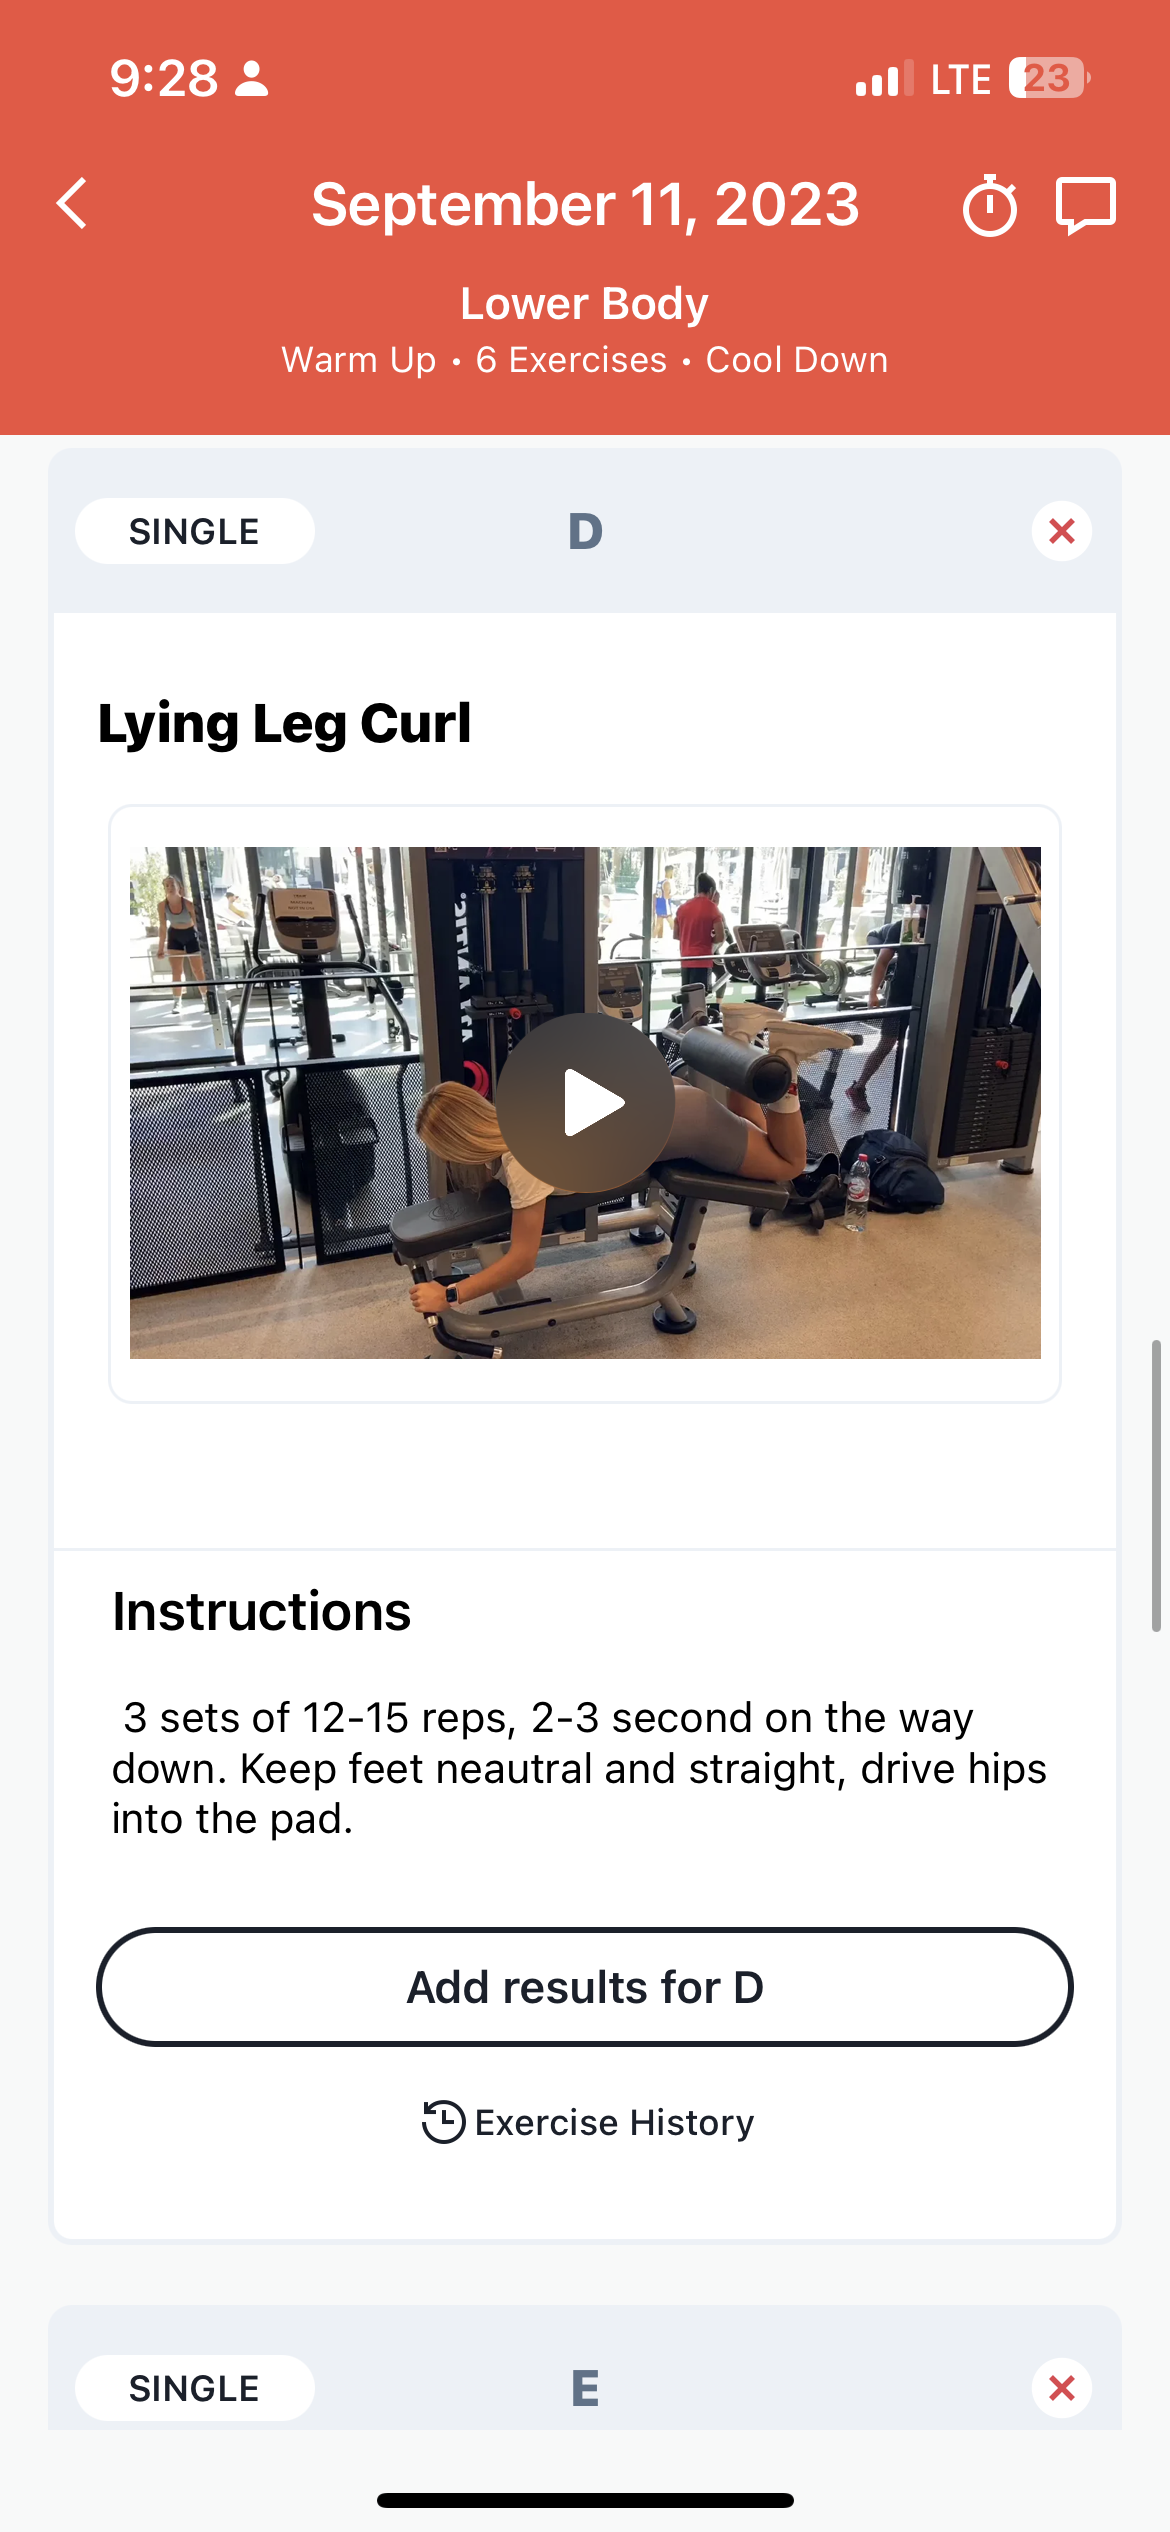 9:28
LTE 23
September 11, 2023
Lower Body
Warm Up • 6 Exercises • Cool Down
SINGLE
D
Lying Leg Curl
Instructions
3 sets of 12-15 reps, 2-3 second on the way
down. Keep feet neautral and straight, drive hips
into the pad.
Add results for D
Exercise History
SINGLE
E